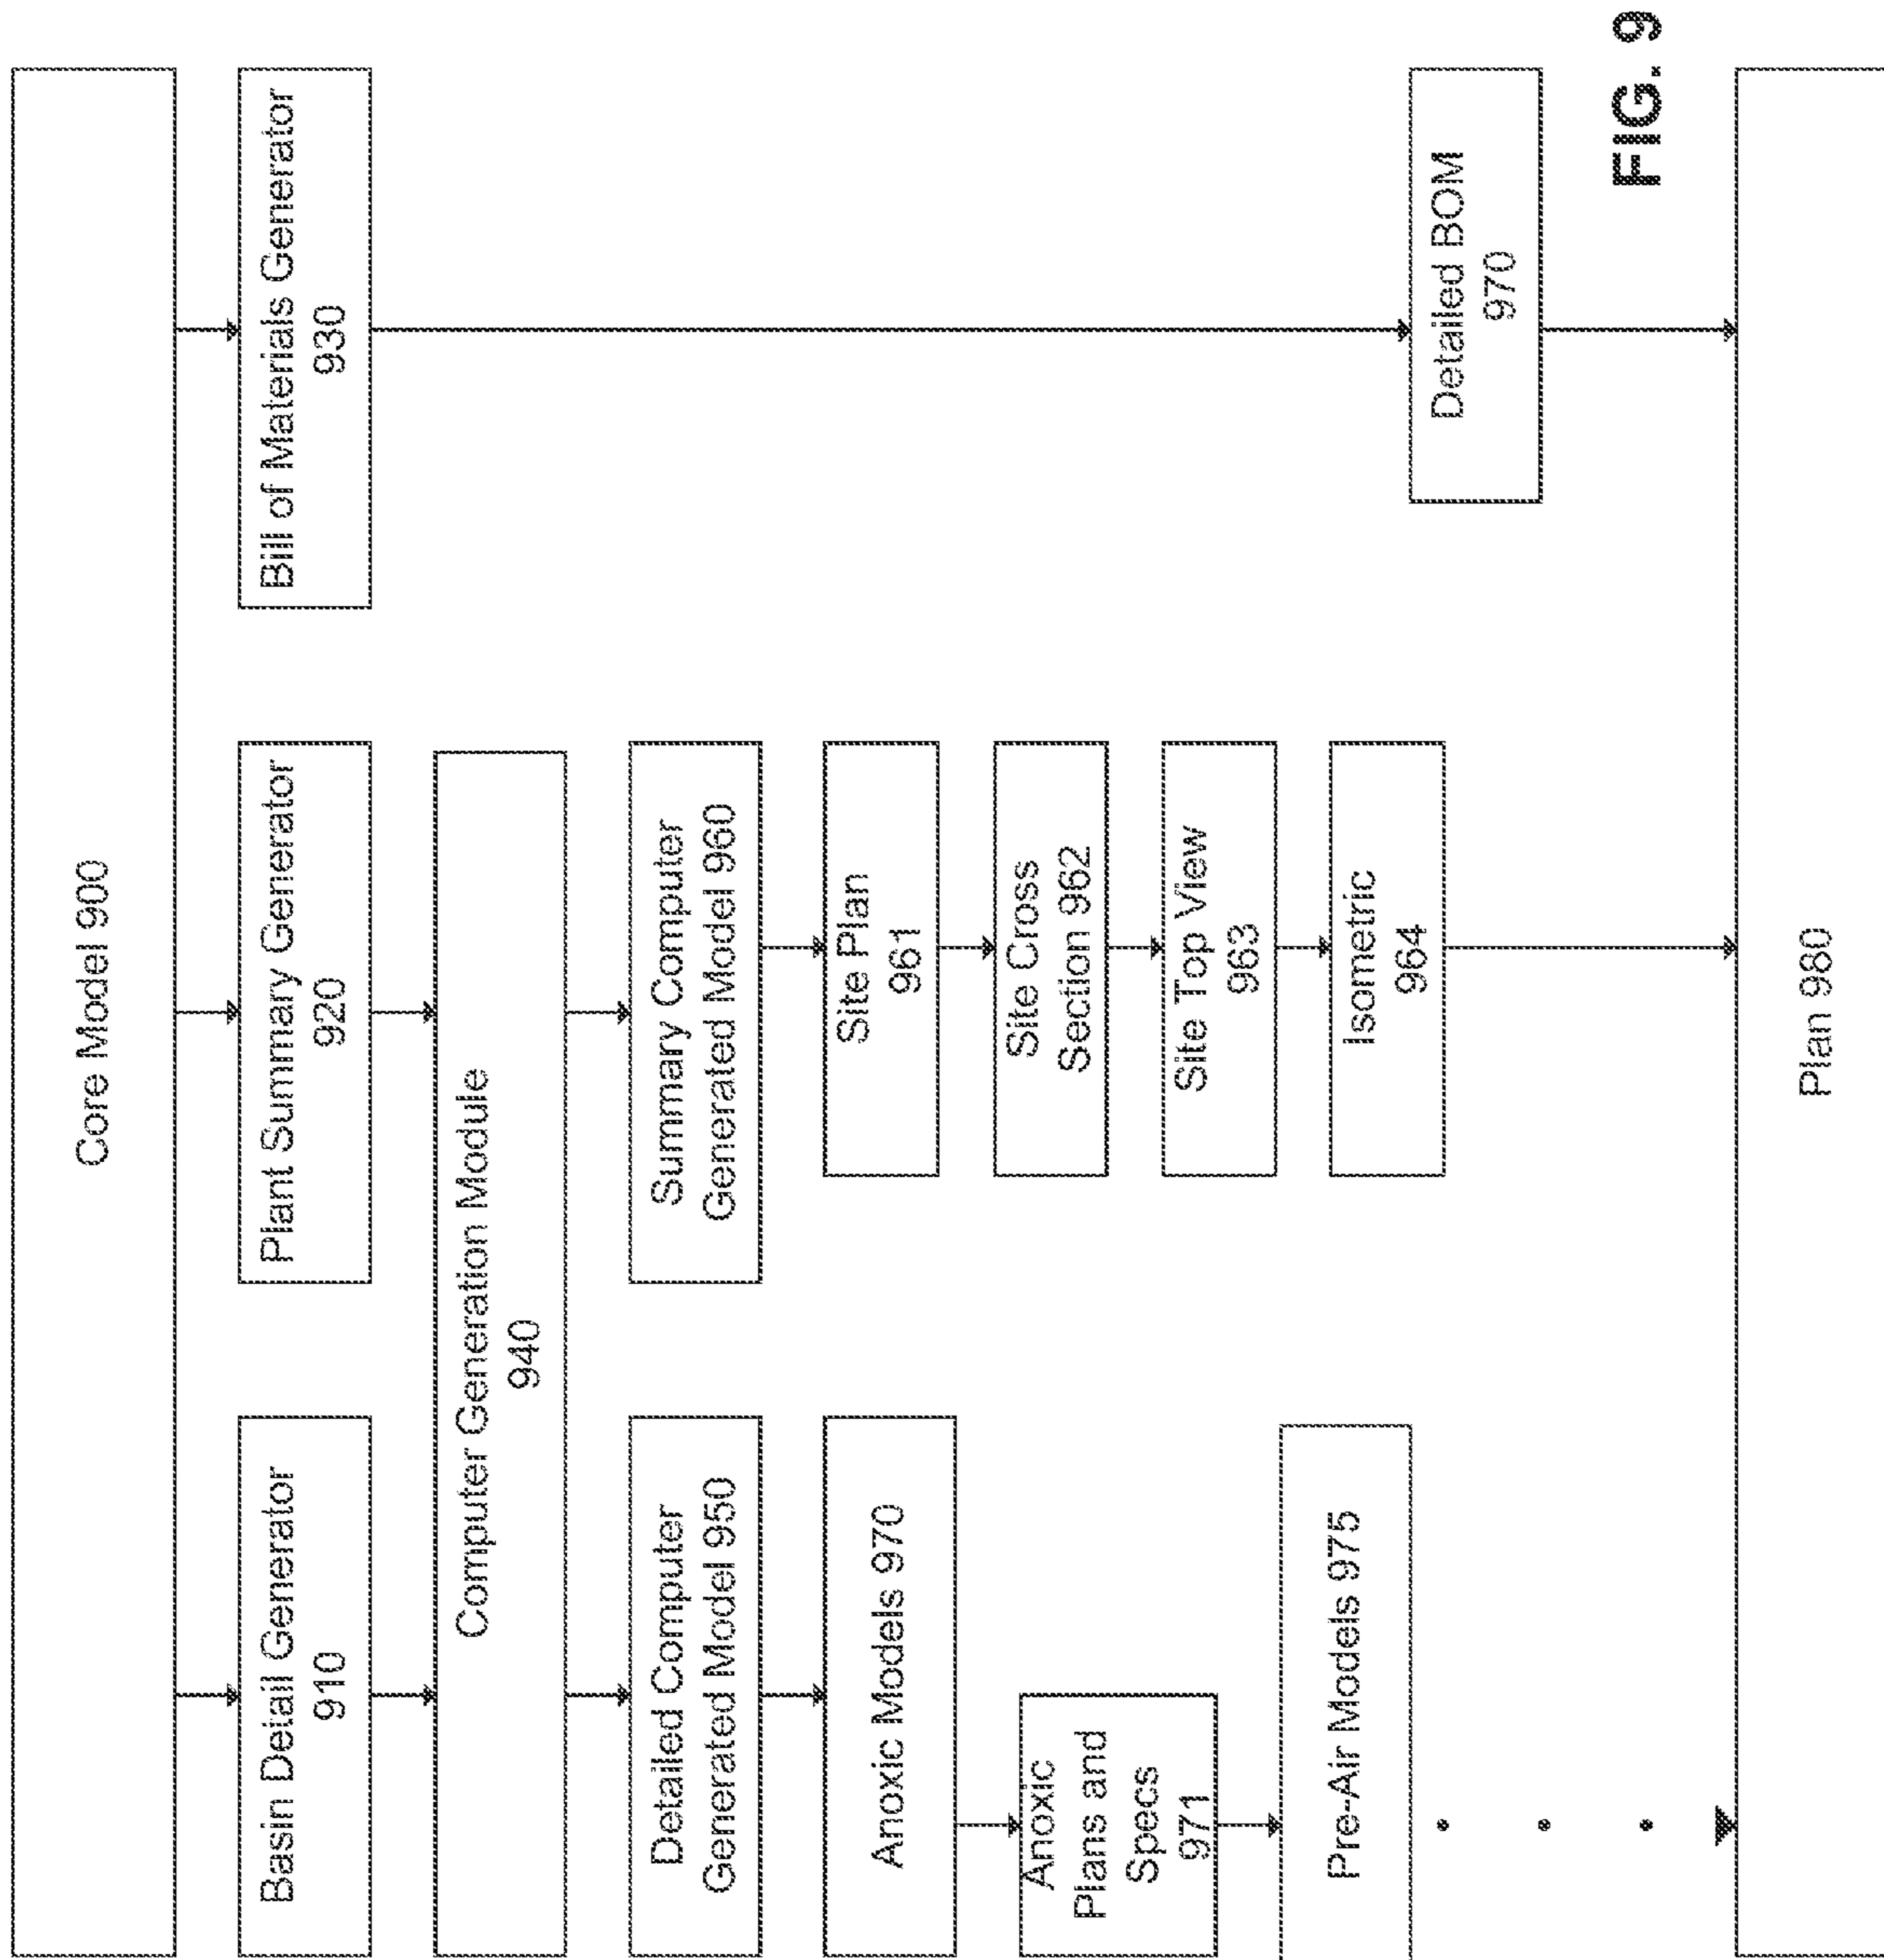 Core Model 900
Basin Detail Generator
910
Plant Summary Generator
920
Bill of Materials Generator
930
Computer Generation Module
940
Detailed Computer
Generated Model 950
Summary Computer
Generated Model 960
Anoxic Models 970
Site Plan
961
Anoxic
Plans and
Specs
971
Site Cross
Section 962
Site Top View
963
Pre-Air Models 975
Isometric
964
Detailed BOM
970
Plan 980
FIG. 9